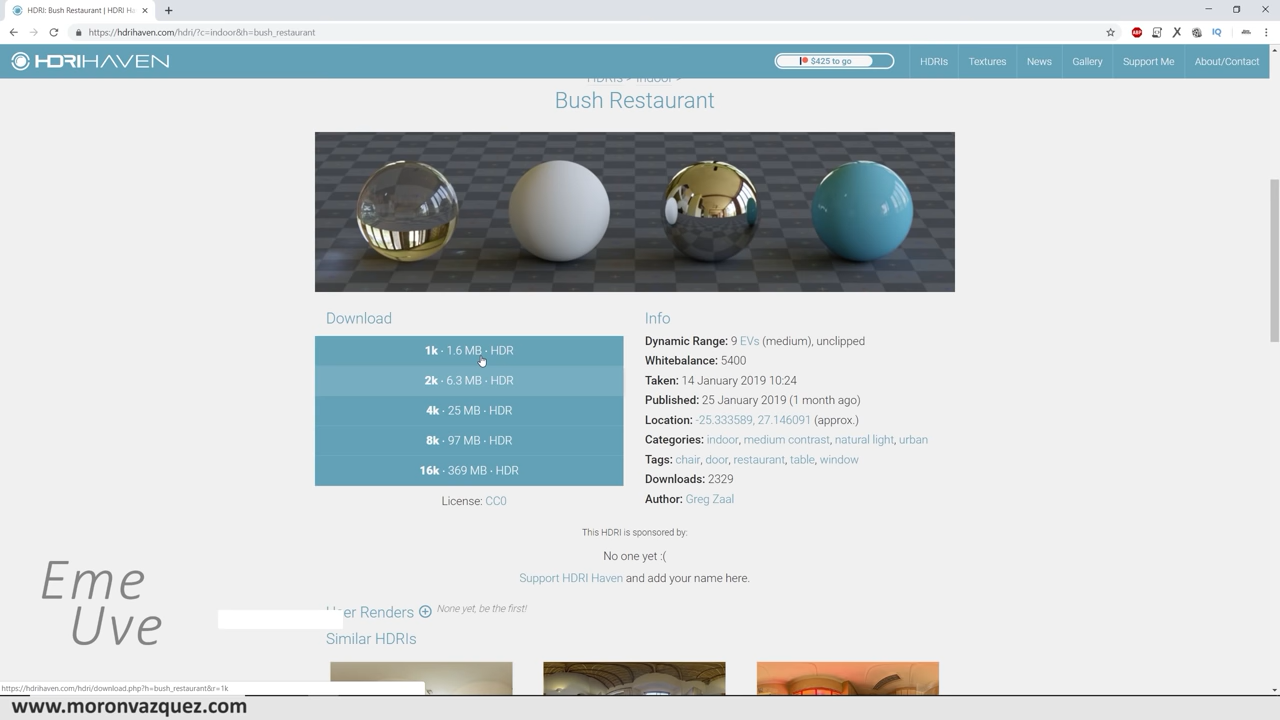 HDRI: Bush Restaurant | HDRI Ha
https://hdrihaven.com/hdri/?c=indoor&h=bush_restaurant
ABP
IQ
HDRIHAVEN
$425 to go
HDRIs
Textures
News
Gallery
Support Me
About/Contact
HDRIs > Indoor >
Bush Restaurant
Download
1k · 1.6 MB · HDR
2k · 6.3 MB · HDR
4k · 25 MB · HDR
8k · 97 MB · HDR
16k · 369 MB · HDR
License: CC0
Info
Dynamic Range: 9 EVs (medium), unclipped
Whitebalance: 5400
Taken: 14 January 2019 10:24
Published: 25 January 2019 (1 month ago)
Location: -25.333589, 27.146091 (approx.)
Categories: indoor, medium contrast, natural light, urban
Tags: chair, door, restaurant, table, window
Downloads: 2329
Author: Greg Zaal
This HDRI is sponsored by:
No one yet :(
Support HDRI Haven and add your name here.
User Renders
None yet, be the first!
Similar HDRIs
Eme
Uve
https://hdrihaven.com/hdri/download.php?h=bush_restaurant&r=1k
www.moronvazquez.com